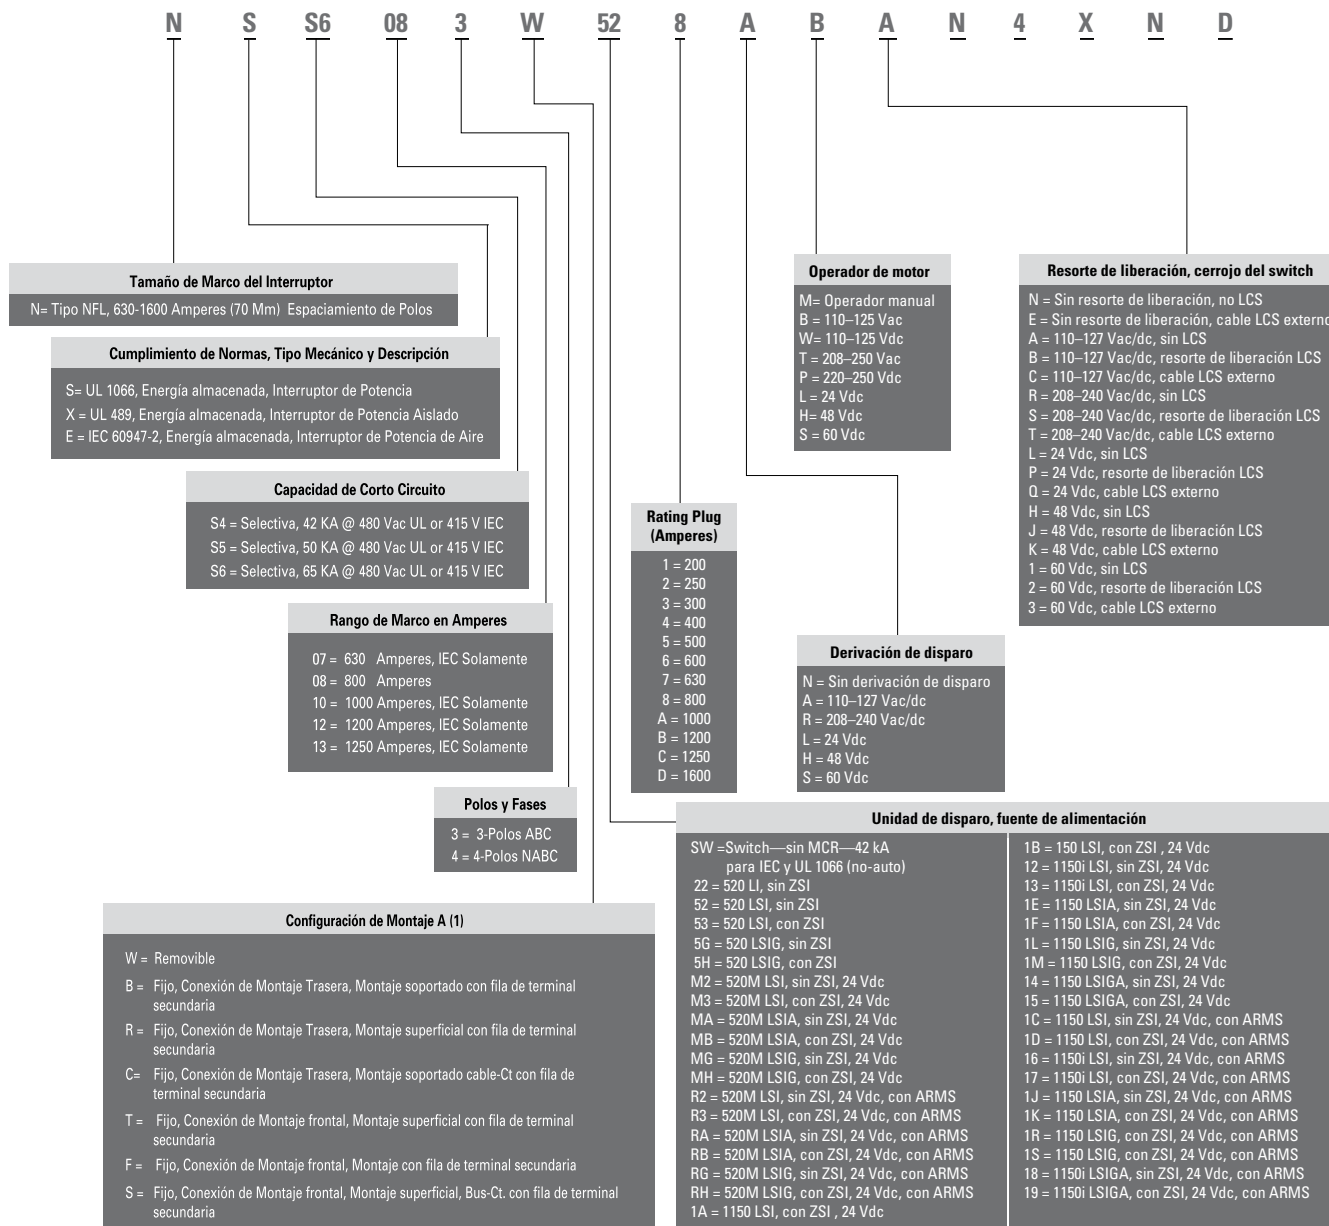 N S S6 08 3 W 52 8 A B A N 4 X N D
Tamaño de Marco del Interruptor
N= Tipo NFL, 630-1600 Amperes (70 Mm) Espaciamiento de Polos
Cumplimiento de Normas, Tipo Mecánico y Descripción
S= UL 1066, Energía almacenada, Interruptor de Potencia
X = UL 489, Energía almacenada, Interruptor de Potencia Aislado
E = IEC 60947-2, Energía almacenada, Interruptor de Potencia de Aire
Capacidad de Corto Circuito
S4 = Selectiva, 42 KA @ 480 Vac UL or 415 V IEC
S5 = Selectiva, 50 KA @ 480 Vac UL or 415 V IEC
S6 = Selectiva, 65 KA @ 480 Vac UL or 415 V IEC
Rango de Marco en Amperes
07 = 630 Amperes, IEC Solamente
08 = 800 Amperes
10 = 1000 Amperes, IEC Solamente
12 = 1200 Amperes, IEC Solamente
13 = 1250 Amperes, IEC Solamente
Polos y Fases
3 = 3-Polos ABC
4 = 4-Polos NABC
Configuración de Montaje A (1)
W = Removible
B = Fijo, Conexión de Montaje Trasera, Montaje soportado con fila de terminal
secundaria
R = Fijo, Conexión de Montaje Trasera, Montaje superficial con fila de terminal
secundaria
C= Fijo, Conexión de Montaje Trasera, Montaje soportado cable-Ct con fila de
terminal secundaria
T = Fijo, Conexión de Montaje frontal, Montaje superficial con fila de terminal
secundaria
F = Fijo, Conexión de Montaje frontal, Montaje con fila de terminal secundaria
S = Fijo, Conexión de Montaje frontal, Montaje superficial, Bus-Ct. con fila de terminal
secundaria
Rating Plug
(Amperes)
1 = 200
2 = 250
3 = 300
4 = 400
5 = 500
6 = 600
7 = 630
8 = 800
A = 1000
B = 1200
C = 1250
D = 1600
Operador de motor
M= Operador manual
B = 110–125 Vac
W= 110–125 Vdc
T = 208–250 Vac
P = 220–250 Vdc
L = 24 Vdc
H= 48 Vdc
S = 60 Vdc
Derivación de disparo
N = Sin derivación de disparo
A = 110–127 Vac/dc
R = 208–240 Vac/dc
L = 24 Vdc
H = 48 Vdc
S = 60 Vdc
Resorte de liberación, cerrojo del switch
N = Sin resorte de liberación, no LCS
E = Sin resorte de liberación, cable LCS externo
A = 110–127 Vac/dc, sin LCS
B = 110–127 Vac/dc, resorte de liberación LCS
C = 110–127 Vac/dc, cable LCS externo
R = 208–240 Vac/dc, sin LCS
S = 208–240 Vac/dc, resorte de liberación LCS
T = 208–240 Vac/dc, cable LCS externo
L = 24 Vdc, sin LCS
P = 24 Vdc, resorte de liberación LCS
Q = 24 Vdc, cable LCS externo
H = 48 Vdc, sin LCS
J = 48 Vdc, resorte de liberación LCS
K = 48 Vdc, cable LCS externo
1 = 60 Vdc, sin LCS
2 = 60 Vdc, resorte de liberación LCS
3 = 60 Vdc, cable LCS externo
Unidad de disparo, fuente de alimentación
SW =Switch—sin MCR—42 kA
para IEC y UL 1066 (no-auto)
22 = 520 LI, sin ZSI
52 = 520 LSI, sin ZSI
53 = 520 LSI, con ZSI
5G = 520 LSIG, sin ZSI
5H = 520 LSIG, con ZSI
M2 = 520M LSI, sin ZSI, 24 Vdc
M3 = 520M LSI, con ZSI, 24 Vdc
MA = 520M LSIA, sin ZSI, 24 Vdc
MB = 520M LSIA, con ZSI, 24 Vdc
MG = 520M LSIG, sin ZSI, 24 Vdc
MH = 520M LSIG, con ZSI, 24 Vdc
R2 = 520M LSI, sin ZSI, 24 Vdc, con ARMS
R3 = 520M LSI, con ZSI, 24 Vdc, con ARMS
RA = 520M LSIA, sin ZSI, 24 Vdc, con ARMS
RB = 520M LSIA, con ZSI, 24 Vdc, con ARMS
RG = 520M LSIG, sin ZSI, 24 Vdc, con ARMS
RH = 520M LSIG, con ZSI, 24 Vdc, con ARMS
1A = 1150 LSI, con ZSI , 24 Vdc
1B = 150 LSI, con ZSI , 24 Vdc
12 = 1150i LSI, sin ZSI, 24 Vdc
13 = 1150i LSI, con ZSI, 24 Vdc
1E = 1150 LSIA, sin ZSI, 24 Vdc
1F = 1150 LSIA, con ZSI, 24 Vdc
1L = 1150 LSIG, sin ZSI, 24 Vdc
1M = 1150 LSIG, con ZSI, 24 Vdc
14 = 1150 LSIGA, sin ZSI, 24 Vdc
15 = 1150 LSIGA, con ZSI, 24 Vdc
1C = 1150 LSI, sin ZSI, 24 Vdc, con ARMS
1D = 1150 LSI, con ZSI, 24 Vdc, con ARMS
16 = 1150i LSI, sin ZSI, 24 Vdc, con ARMS
17 = 1150i LSI, con ZSI, 24 Vdc, con ARMS
1J = 1150 LSIA, sin ZSI, 24 Vdc, con ARMS
1K = 1150 LSIA, con ZSI, 24 Vdc, con ARMS
1R = 1150 LSIG, con ZSI, 24 Vdc, con ARMS
1S = 1150 LSIG, con ZSI, 24 Vdc, con ARMS
18 = 1150i LSIGA, sin ZSI, 24 Vdc, con ARMS
19 = 1150i LSIGA, con ZSI, 24 Vdc, con ARMS